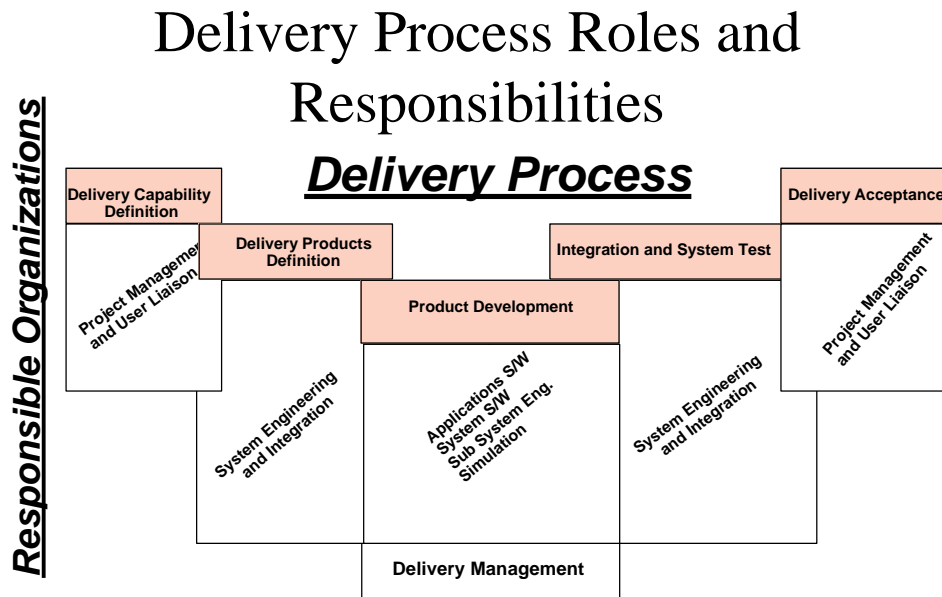 Delivery Process Roles and
Responsibilities
Responsible Organizations
Delivery Process
Delivery Capability
Definition
Delivery Acceptance
Delivery Products
Definition
Integration and System Test
Product Development
Project Managemen
and User Liaison
System Engineering
and Integration
Applications S/W
System S/W
Sub System Eng.
Simulation
System Engineering
and Integration
Project Management
and User Liaison
Delivery Management